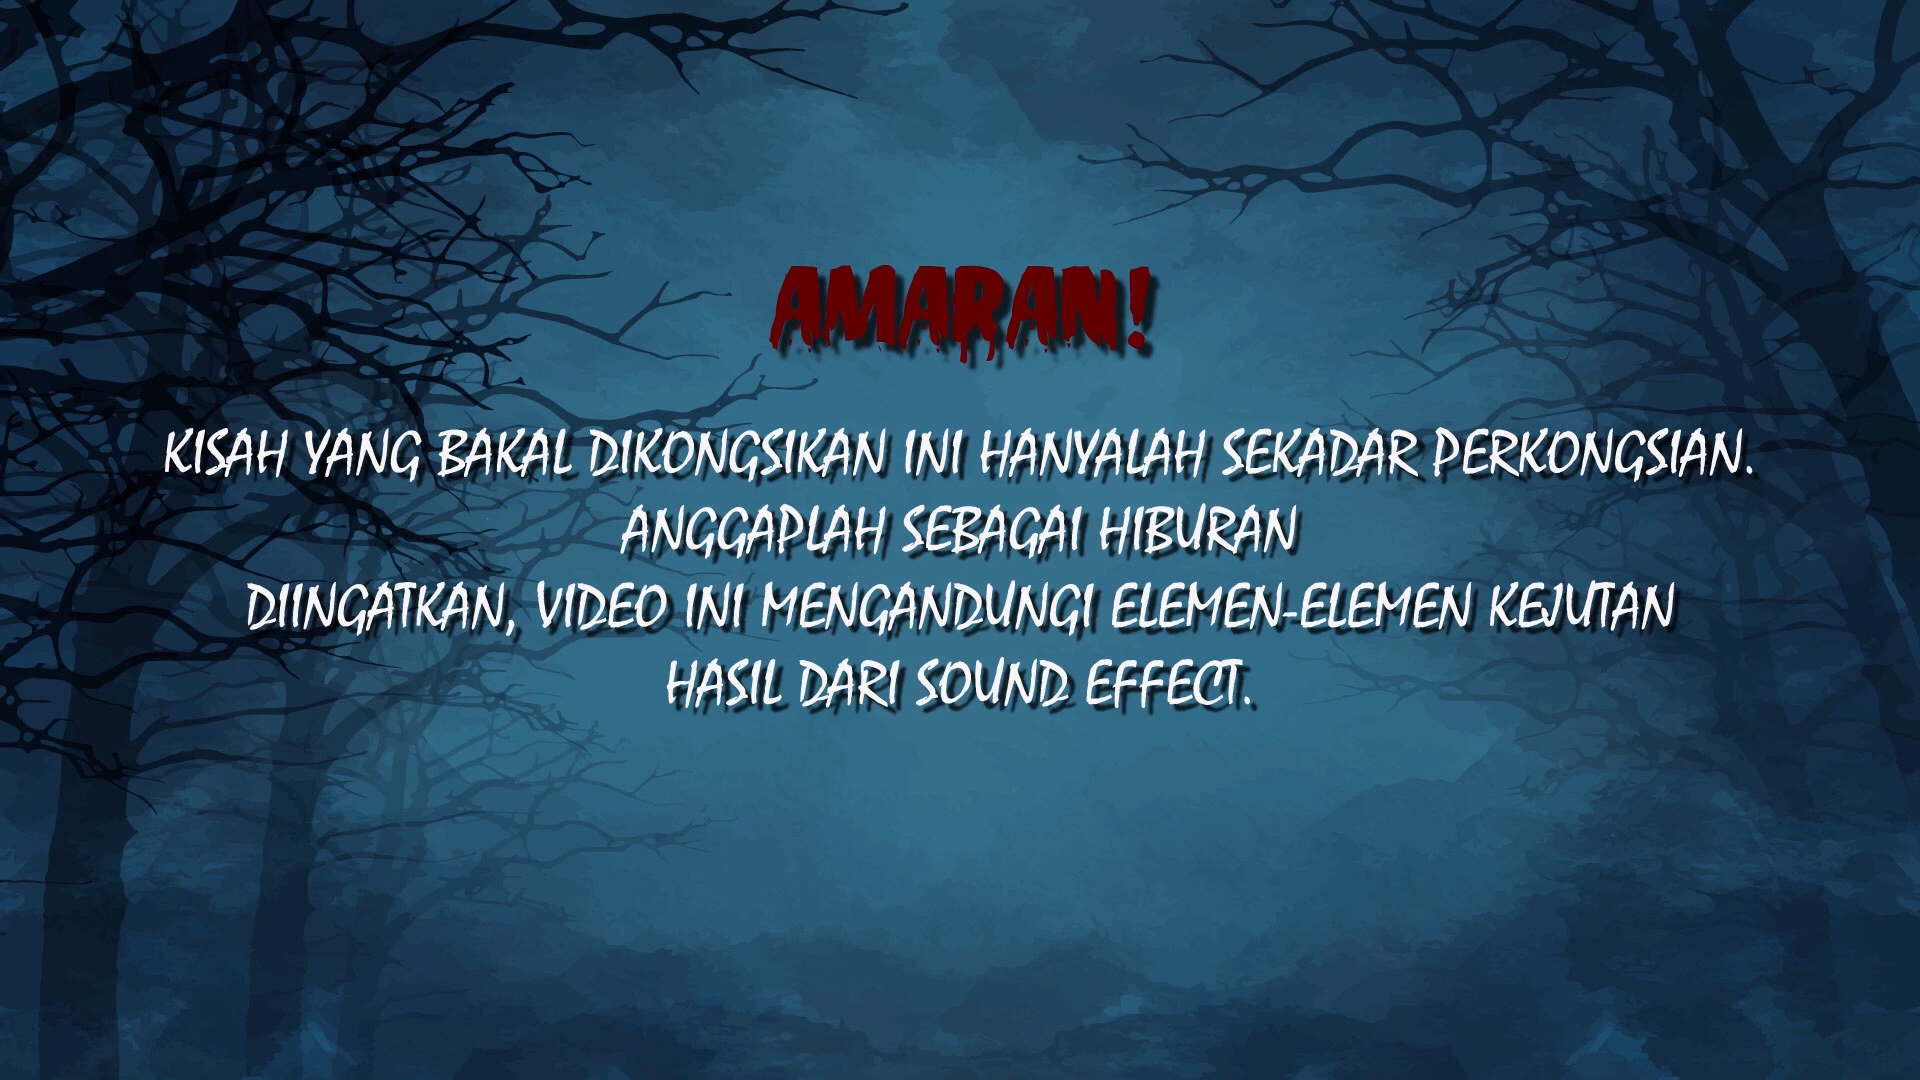 AMARAN!
KISAH YANG BAKAL DIKONGSIKAN INI HANYALAH SEKADAR PERKONGSIAN.
ANGGAPLAH SEBAGAI HIBURAN
DIINGATKAN, VIDEO INI MENGANDUNGI ELEMEN-ELEMEN KEJUTAN
HASIL DARI SOUND EFFECT.